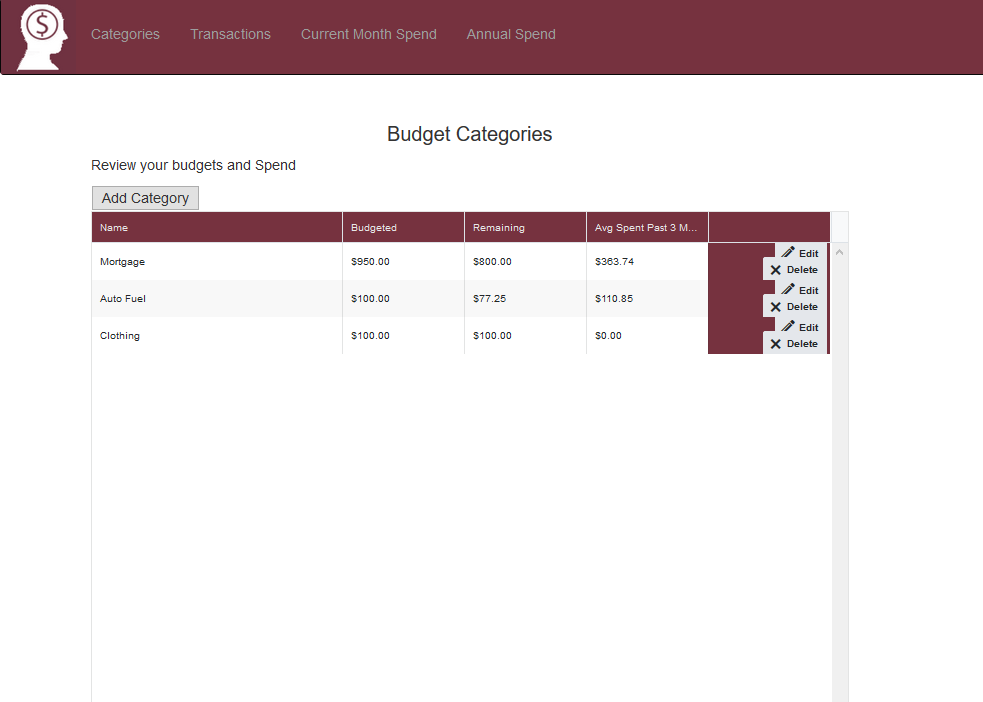 $
Categories Transactions Current Month Spend Annual Spend
Budget Categories
Review your budgets and Spend
Add Category
Name Budgeted Remaining Avg Spent Past 3 M...
Mortgage $950.00 $800.00 $363.74 Edit
Delete
Auto Fuel $100.00 $77.25 $110.85 Edit
Delete
Clothing $100.00 $100.00 $0.00 Edit
Delete